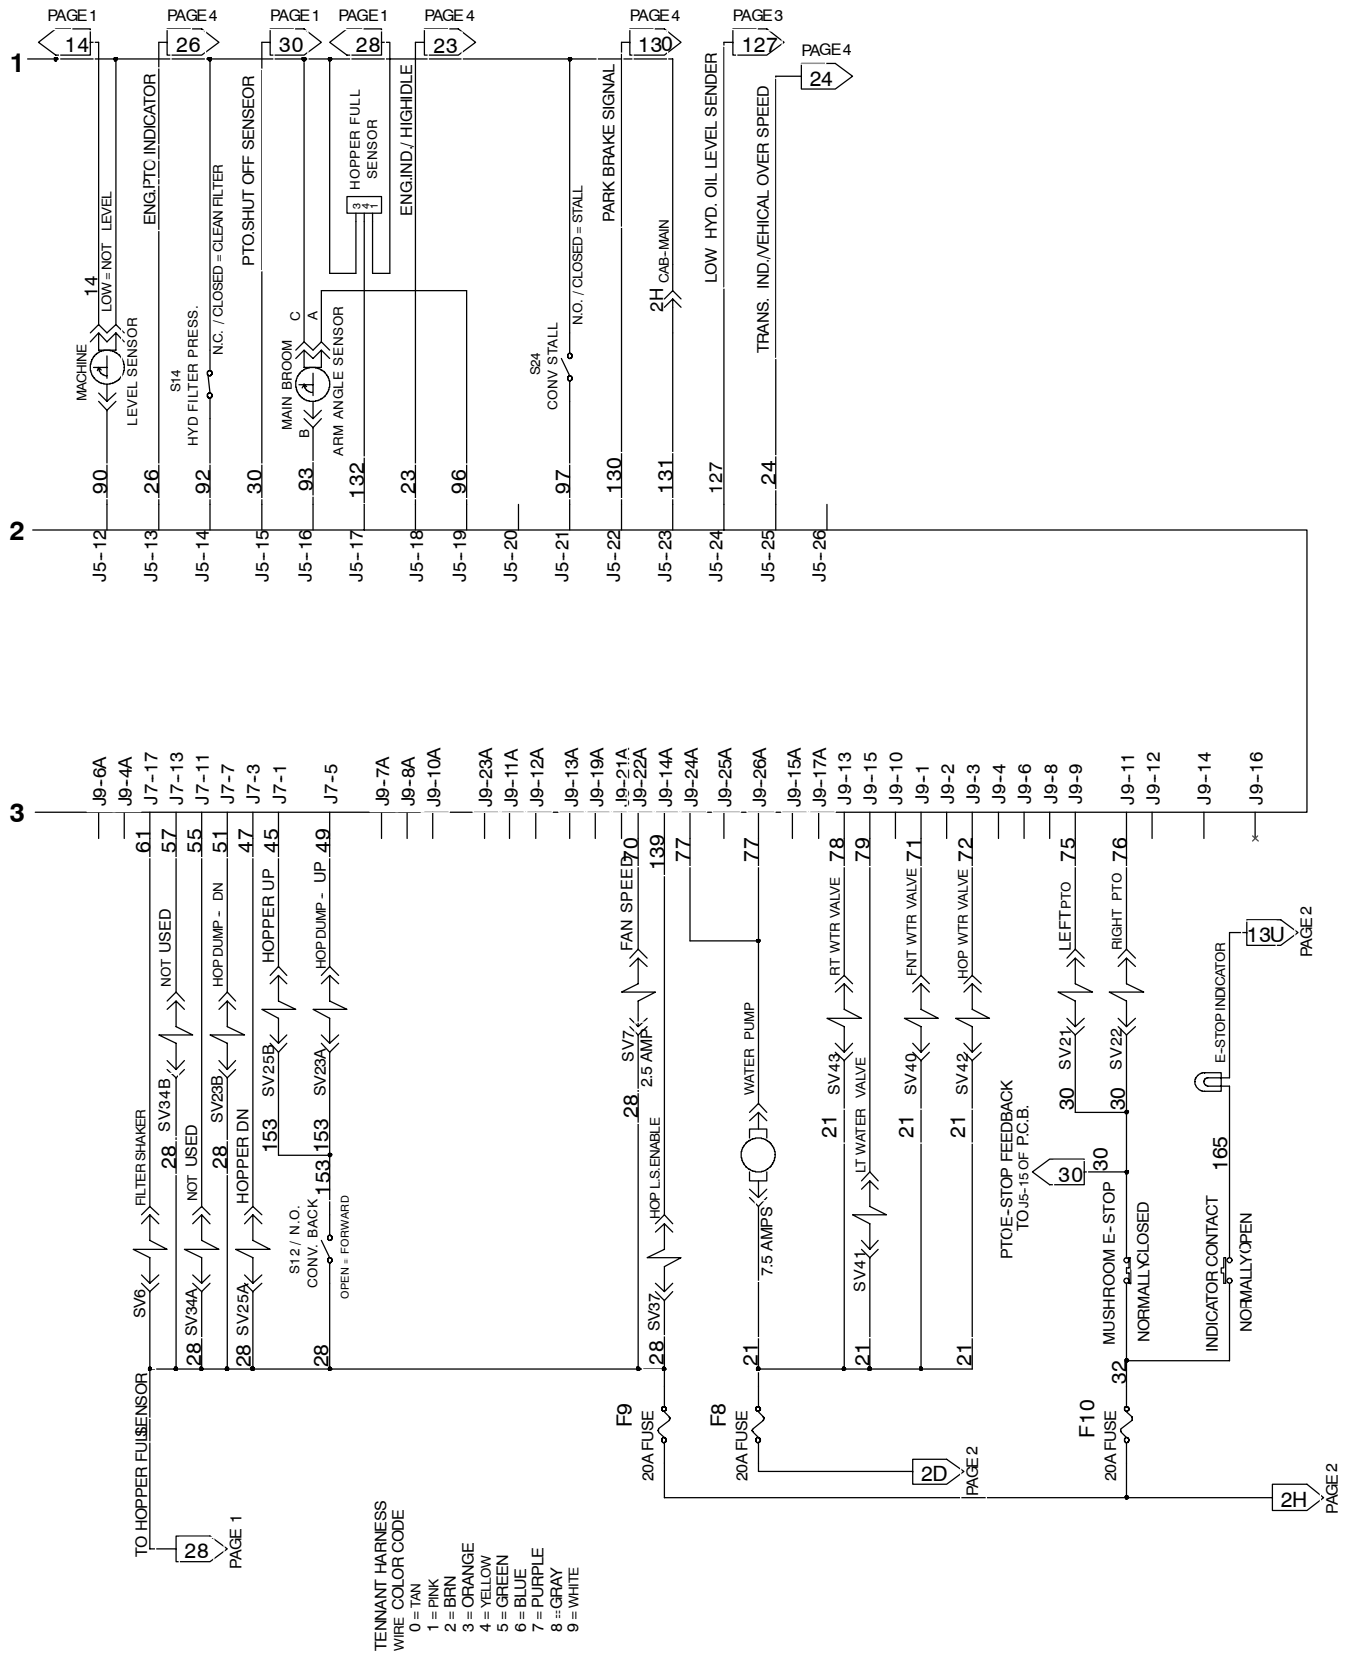 PAGE 1
14
PAGE 4
26
PAGE 1
30
PAGE 1
28
PAGE 4
23
PAGE 4
130
PAGE 3
127
PAGE 4
24
1
14
LOW = NOT LEVEL
MACHINE
LEVEL SENSOR
ENG.PTO INDICATOR
S14
HYD FILTER PRESS.
N.C. / CLOSED = CLEAN FILTER
PTO.SHUT OFF SENSEOR
MAIN BROOM
ARM ANGLE SENSOR
C
A
B
HOPPER FULL
SENSOR
3
4
1
ENG.IND./ HIGHIDLE
S24
CONV STALL
N.O. / CLOSED = STALL
PARK BRAKE SIGNAL
2H
CAB-MAIN
LOW HYD. OIL LEVEL SENDER
TRANS. IND./VEHICAL OVER SPEED
90
26
92
30
93
132
23
96
97
130
131
127
24
2
J5-12
J5-13
J5-14
J5-15
J5-16
J5-17
J5-18
J5-19
J5-20
J5-21
J5-22
J5-23
J5-24
J5-25
J5-26
3
J9-6A
J9-4A
J7-17
J7-13
J7-11
J7-7
J7-3
J7-1
J7-5
J9-7A
J9-8A
J9-10A
J9-23A
J9-11A
J9-12A
J9-13A
J9-19A
J9-21A
J9-22A
J9-14A
J9-24A
J9-25A
J9-26A
J9-15A
J9-17A
J9-13
J9-15
J9-10
J9-1
J9-2
J9-3
J9-4
J9-6
J9-8
J9-9
J9-11
J9-12
J9-14
J9-16
61
57
55
51
47
45
49
70
139
77
77
78
79
71
72
75
76
FILTER SHAKER
SV6
NOT USED
28 SV34B
NOT USED
28 SV34A
HOP DUMP - DN
28 SV23B
HOPPER DN
28 SV25A
HOPPER UP
153 SV25B
HOP DUMP - UP
153 SV23A
153
S12 / N.O.
CONV. BACK
OPEN = FORWARD
28
FAN SPEED
28 SV7
2.5 AMP
HOP L.S.ENABLE
28 SV37
WATER PUMP
7.5 AMPS
21
RT WTR VALVE
21 SV43
LT WATER VALVE
21 SV41
FNT WTR VALVE
21 SV40
HOP WTR VALVE
21 SV42
21
LEFT PTO
30 SV21
RIGHT PTO
30 SV22
PTO E-STOP FEEDBACK
TO J5-15 OF P.C.B.
30
30
MUSHROOM E-STOP
NORMALLY CLOSED
32
13U
PAGE 2
E-STOP INDICATOR
165
INDICATOR CONTACT
NORMALLY OPEN
TO HOPPER FULL SENSOR
28
PAGE 1
F9
20A FUSE
F8
20A FUSE
2D
PAGE 2
F10
20A FUSE
2H
PAGE 2
TENNANT HARNESS
WIRE COLOR CODE
0 = TAN
1 = PINK
2 = BRN
3 = ORANGE
4 = YELLOW
5 = GREEN
6 = BLUE
7 = PURPLE
8 = GRAY
9 = WHITE